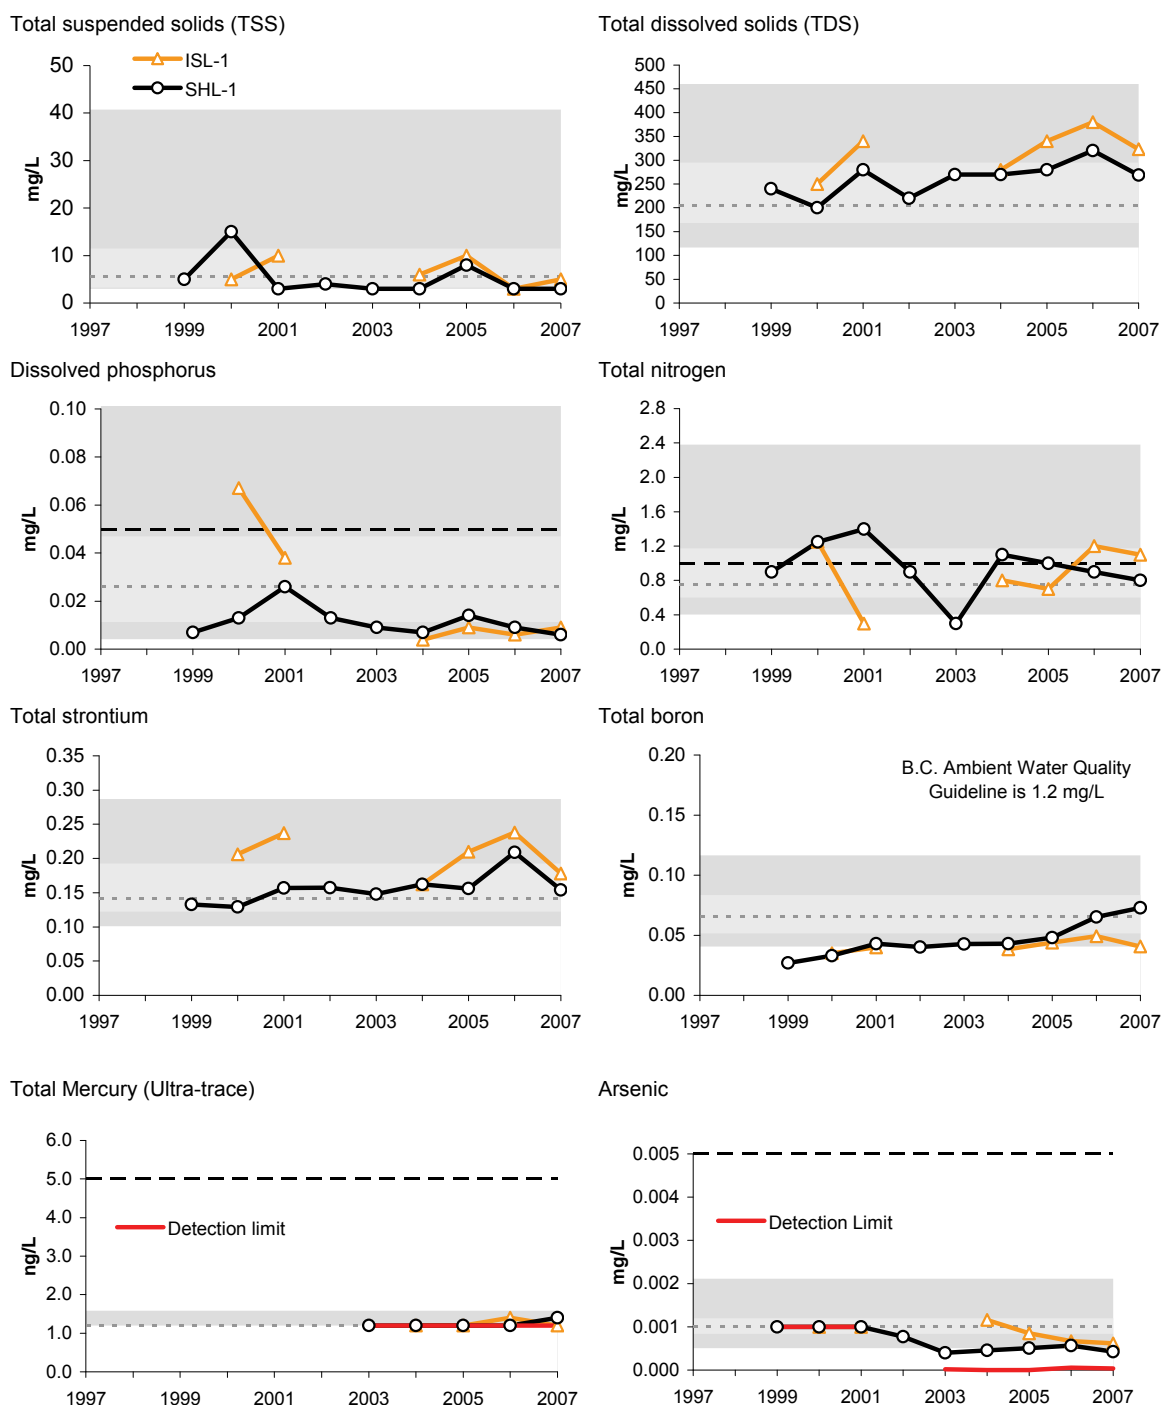 Total suspended solids (TSS)
ISL-1
SHL-1
50
40
30
20
10
0
mg/L
1997 1999 2001 2003 2005 2007
Total dissolved solids (TDS)
500
450
400
350
300
250
200
150
100
50
0
mg/L
1997 1999 2001 2003 2005 2007
Dissolved phosphorus
0.10
0.08
0.06
0.04
0.02
0.00
mg/L
1997 1999 2001 2003 2005 2007
Total nitrogen
2.8
2.4
2.0
1.6
1.2
0.8
0.4
0.0
mg/L
1997 1999 2001 2003 2005 2007
Total strontium
0.35
0.30
0.25
0.20
0.15
0.10
0.05
0.00
mg/L
1997 1999 2001 2003 2005 2007
Total boron
B.C. Ambient Water Quality
Guideline is 1.2 mg/L
0.20
0.15
0.10
0.05
0.00
mg/L
1997 1999 2001 2003 2005 2007
Total Mercury (Ultra-trace)
6.0
5.0
4.0
3.0
2.0
1.0
0.0
ng/L
Detection limit
1997 1999 2001 2003 2005 2007
Arsenic
0.005
0.004
0.003
0.002
0.001
0.000
mg/L
Detection Limit
1997 1999 2001 2003 2005 2007